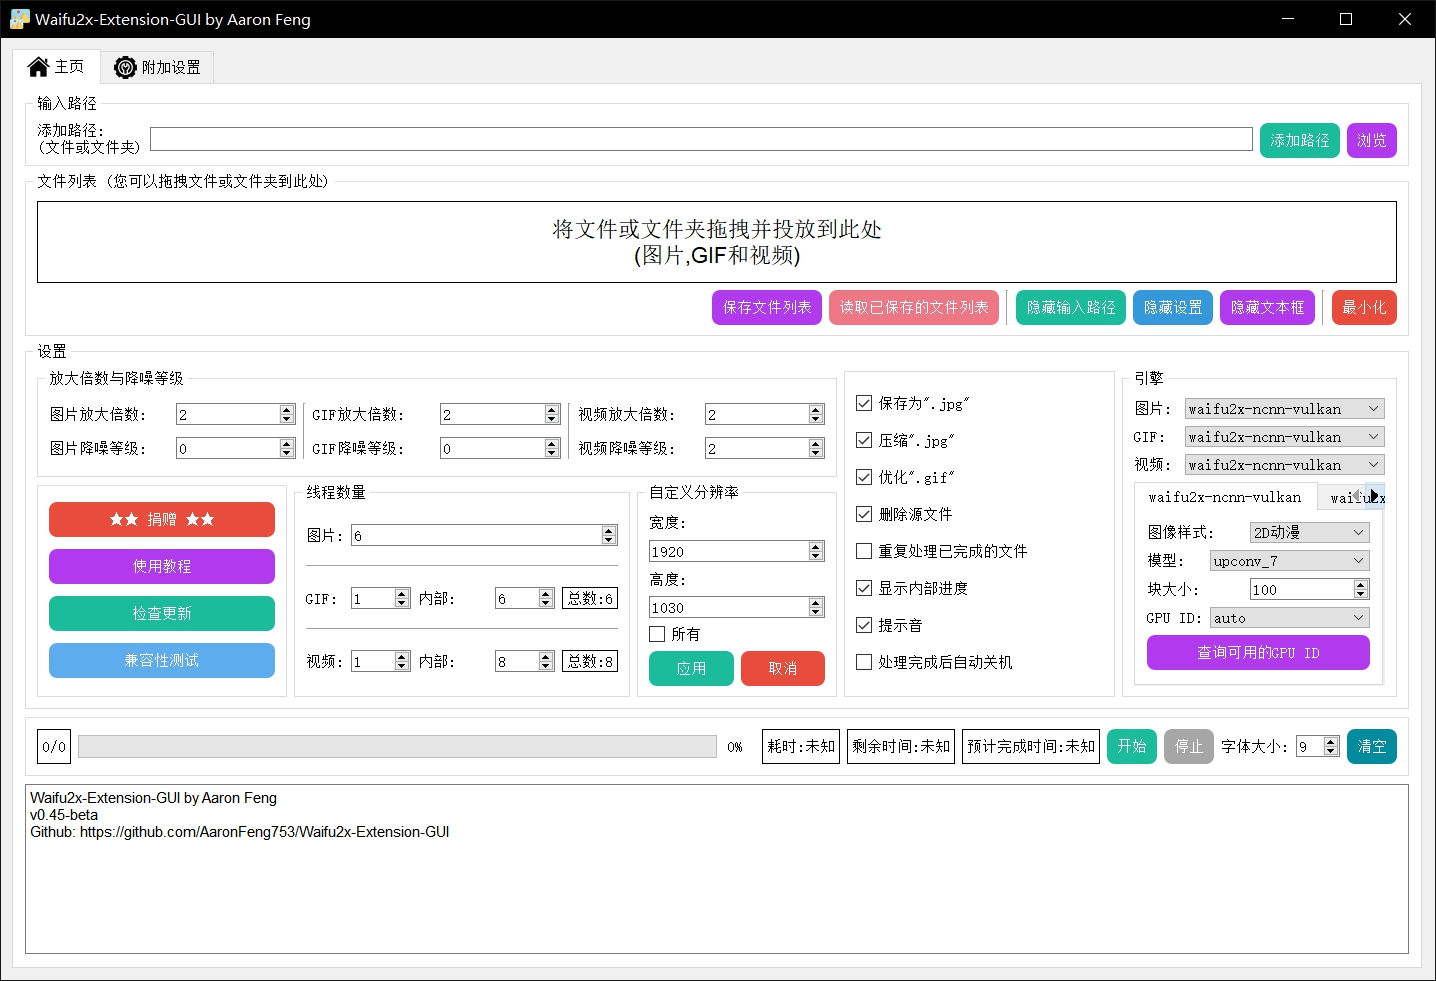 Waifu2x-Extension-GUI by Aaron Feng
主页
附加设置
输入路径
添加路径:
(文件或文件夹)
添加路径
浏览
文件列表 (您可以拖拽文件或文件夹到此处)
将文件或文件夹拖拽并投放到此处
(图片,GIF和视频)
保存文件列表
读取已保存的文件列表
隐藏输入路径
隐藏设置
隐藏文本框
最小化
设置
放大倍数与降噪等级
图片放大倍数: 2
GIF放大倍数: 2
视频放大倍数: 2
图片降噪等级: 0
GIF降噪等级: 0
视频降噪等级: 2
★★ 捐赠 ★★
使用教程
检查更新
兼容性测试
线程数量
图片: 6
GIF: 1 内部: 6 总数:6
视频: 1 内部: 8 总数:8
自定义分辨率
宽度:
1920
高度:
1030
所有
应用
取消
保存为".jpg"
压缩".jpg"
优化".gif"
删除源文件
重复处理已完成的文件
显示内部进度
提示音
处理完成后自动关机
引擎
图片: waifu2x-ncnn-vulkan
GIF: waifu2x-ncnn-vulkan
视频: waifu2x-ncnn-vulkan
waifu2x-ncnn-vulkan
图像样式: 2D动漫
模型: upconv_7
块大小: 100
GPU ID: auto
查询可用的GPU ID
0/0
0%
耗时:未知
剩余时间:未知
预计完成时间:未知
开始
停止
字体大小: 9
清空
Waifu2x-Extension-GUI by Aaron Feng
v0.45-beta
Github: https://github.com/AaronFeng753/Waifu2x-Extension-GUI